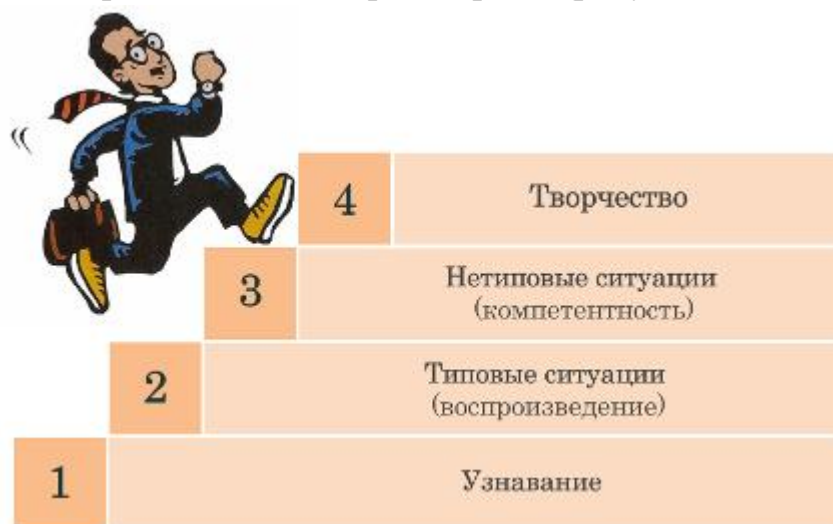 4
Творчество
3
Нетиповые ситуации
(компетентность)
2
Типовые ситуации
(воспроизведение)
1
Узнавание